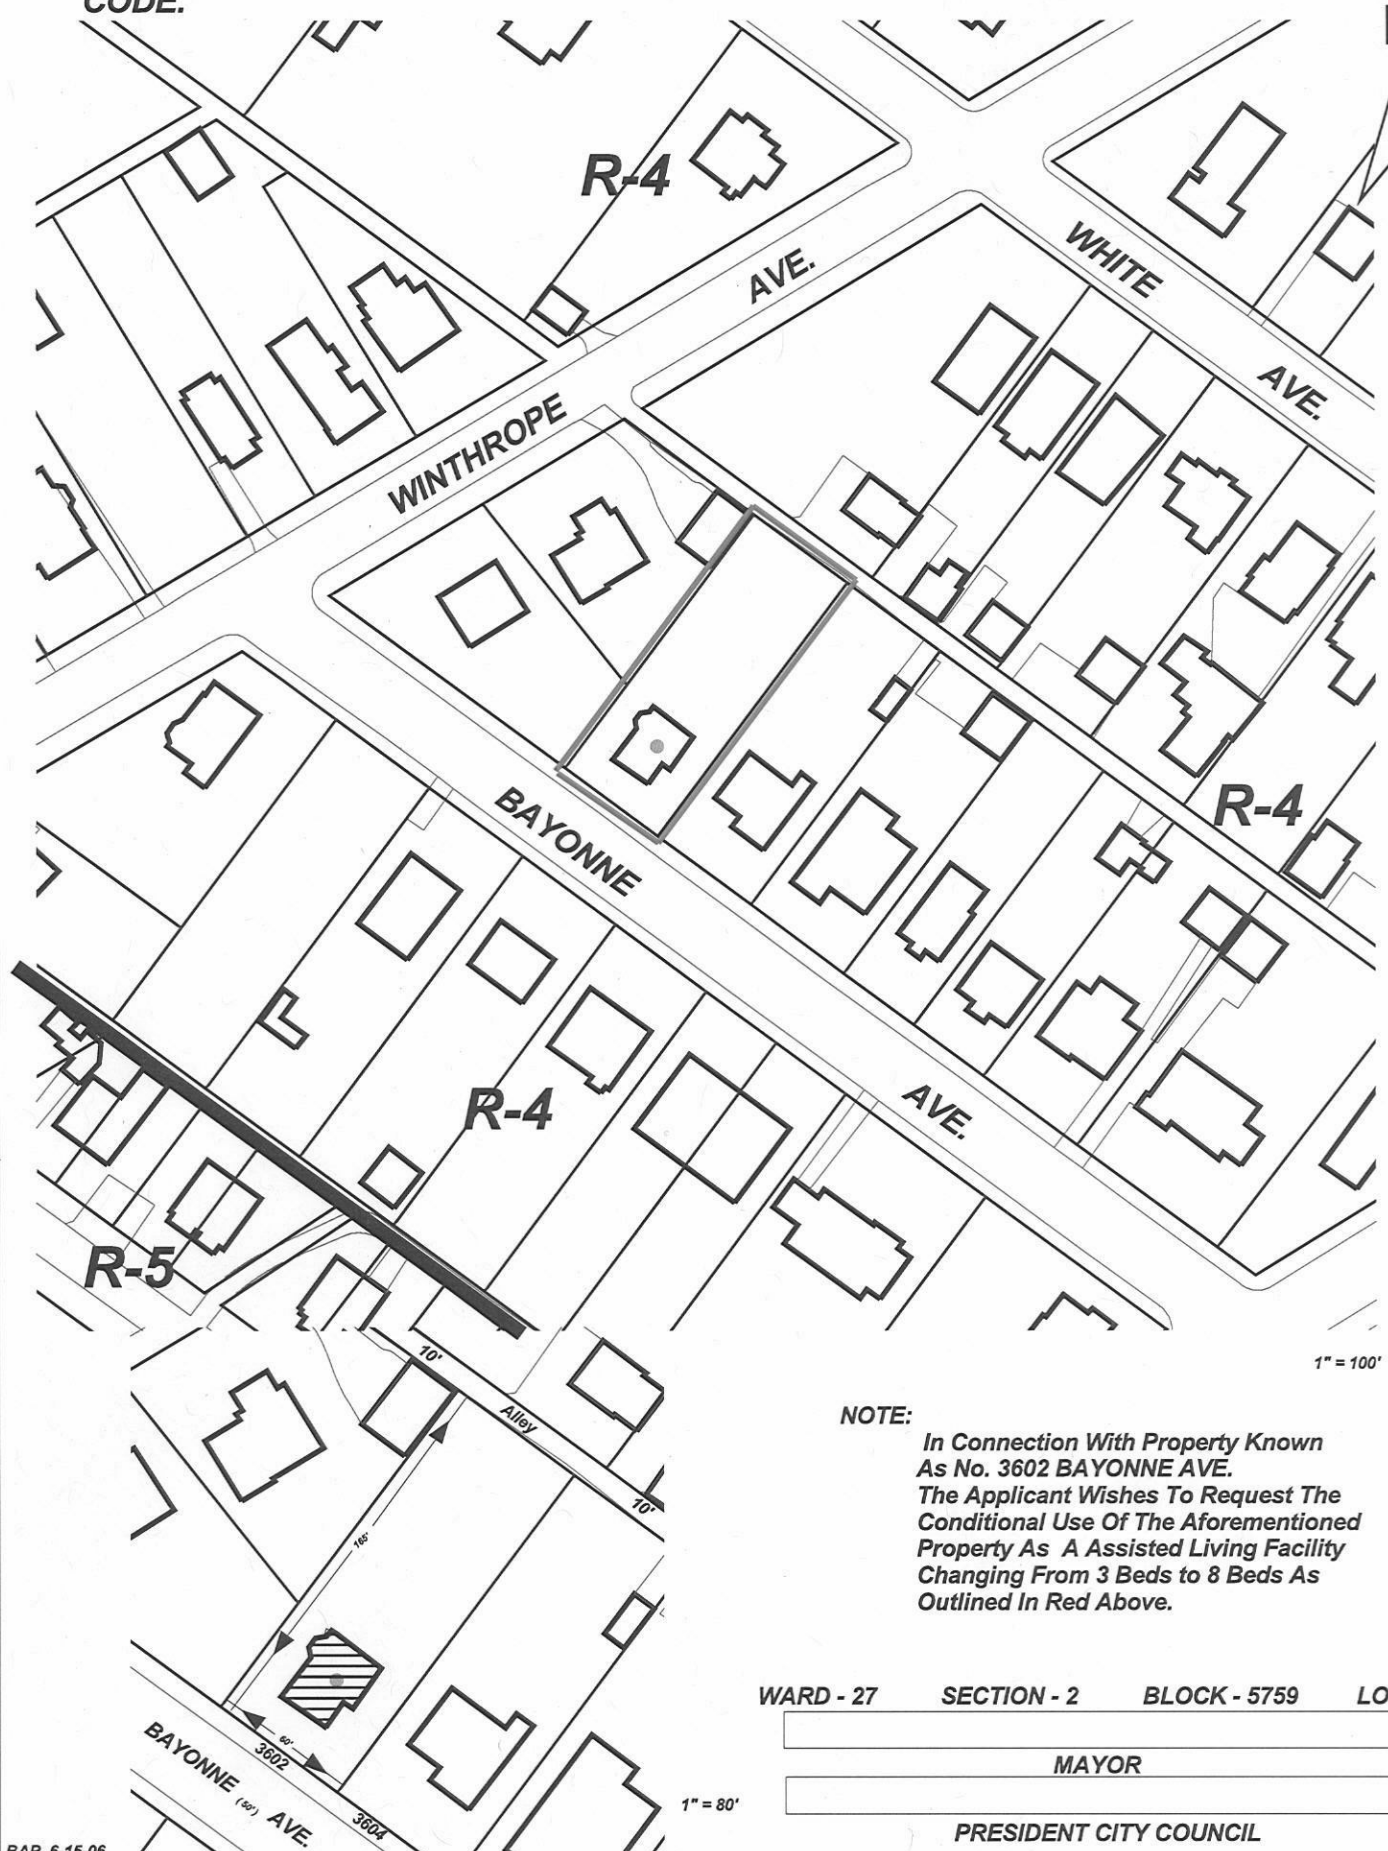 CODE.
R-4
AVE.
WHITE
AVE.
WINTHROPE
BAYONNE
R-4
R-4
AVE.
R-5
1" = 100'
10'
Alley
10'
165'
NOTE:
In Connection With Property Known
As No. 3602 BAYONNE AVE.
The Applicant Wishes To Request The
Conditional Use Of The Aforementioned
Property As A Assisted Living Facility
Changing From 3 Beds to 8 Beds As
Outlined In Red Above.
WARD - 27 SECTION - 2 BLOCK - 5759 LO
60'
3602
BAYONNE (50') AVE.
3604
1" = 80'
MAYOR
PRESIDENT CITY COUNCIL